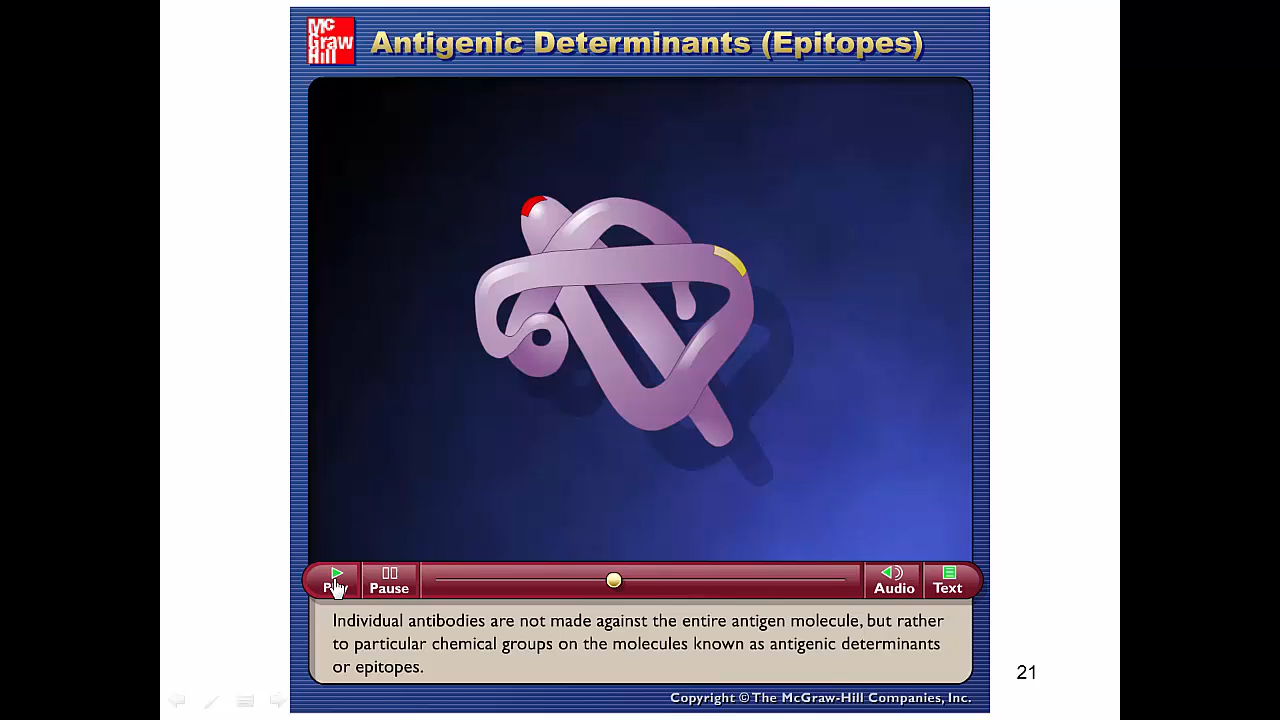 Mc
Graw
Hill
Antigenic Determinants (Epitopes)
Play
Pause
Audio
Text
Individual antibodies are not made against the entire antigen molecule, but rather
to particular chemical groups on the molecules known as antigenic determinants
or epitopes.
21
Copyright © The McGraw-Hill Companies, Inc.